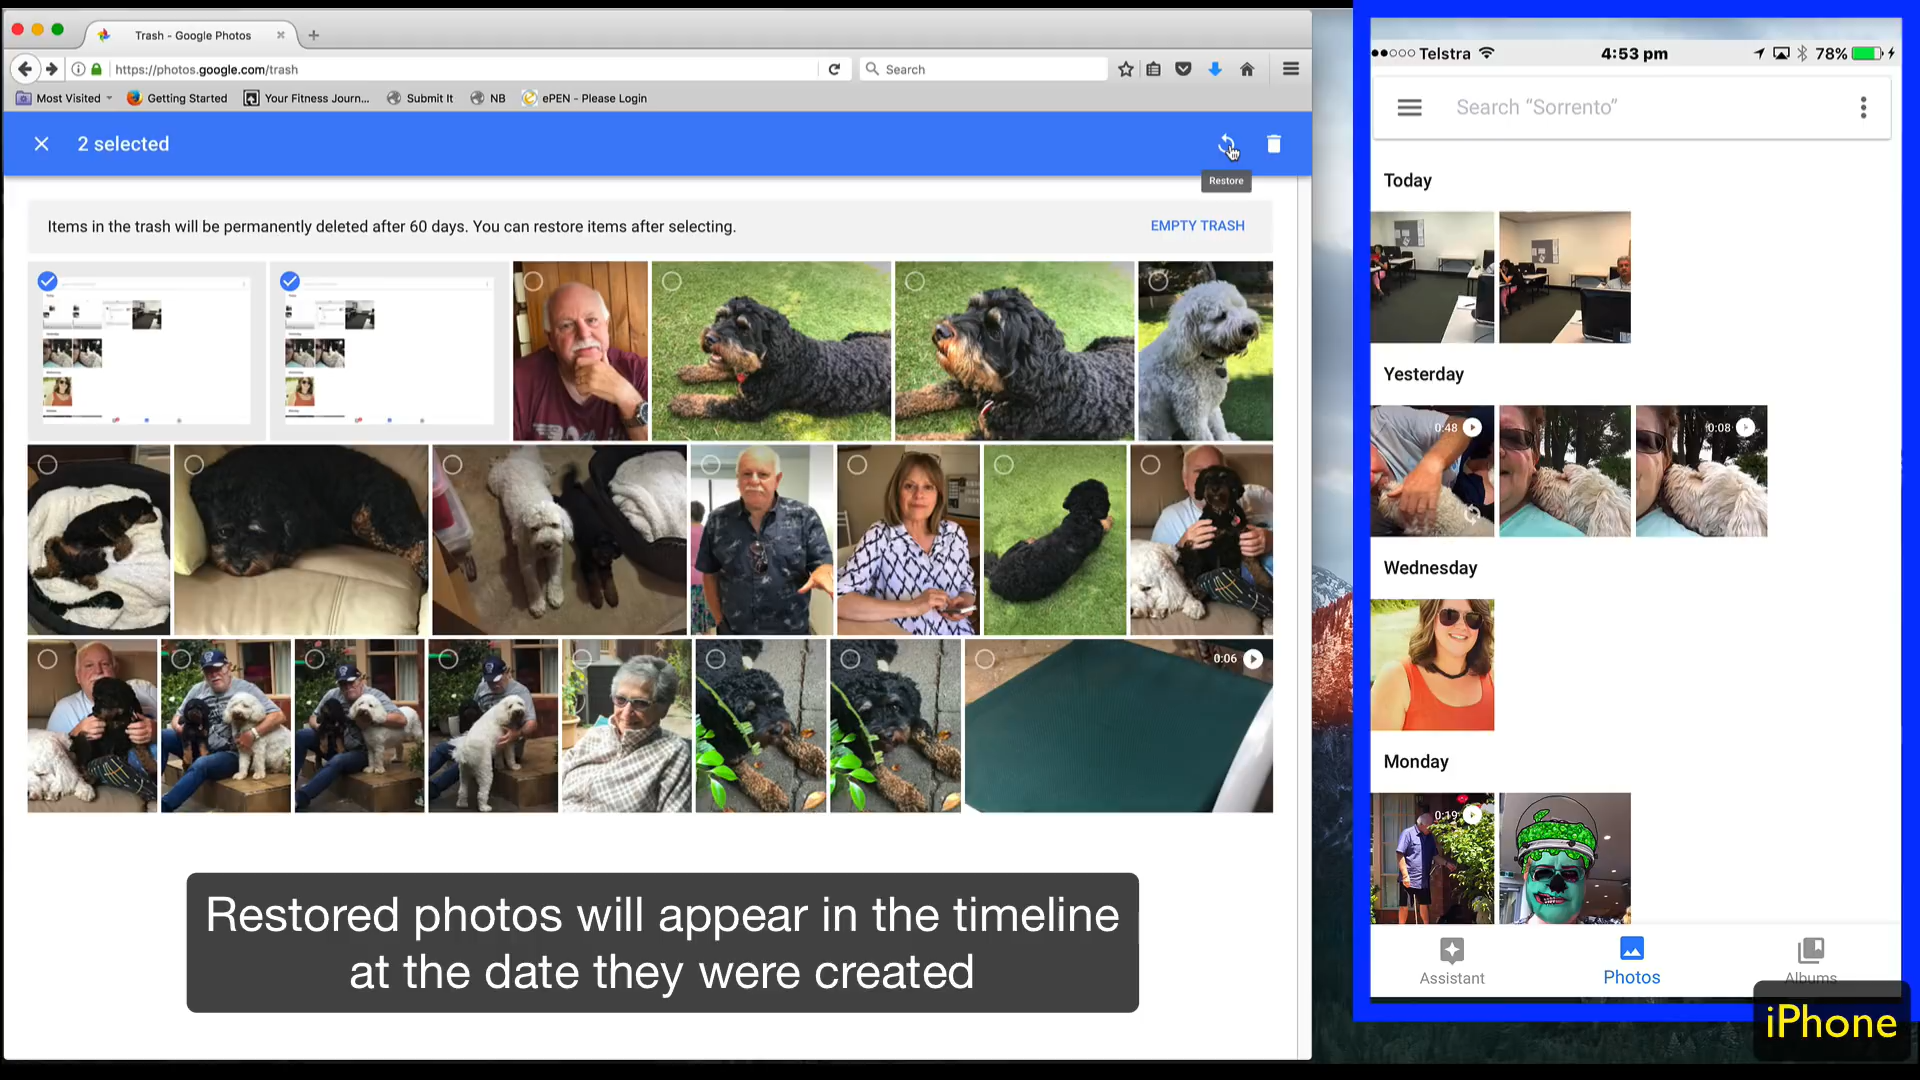 Trash - Google Photos
https://photos.google.com/trash
Search
Most Visited
Getting Started
Your Fitness Journ...
Submit It
NB
ePEN - Please Login
2 selected
Restore
Items in the trash will be permanently deleted after 60 days. You can restore items after selecting.
EMPTY TRASH
0:06
Restored photos will appear in the timeline
at the date they were created
Telstra
4:53 pm
78%
Search “Sorrento”
Today
Yesterday
0:48
0:08
Wednesday
Monday
0:19
Assistant
Photos
Albums
iPhone